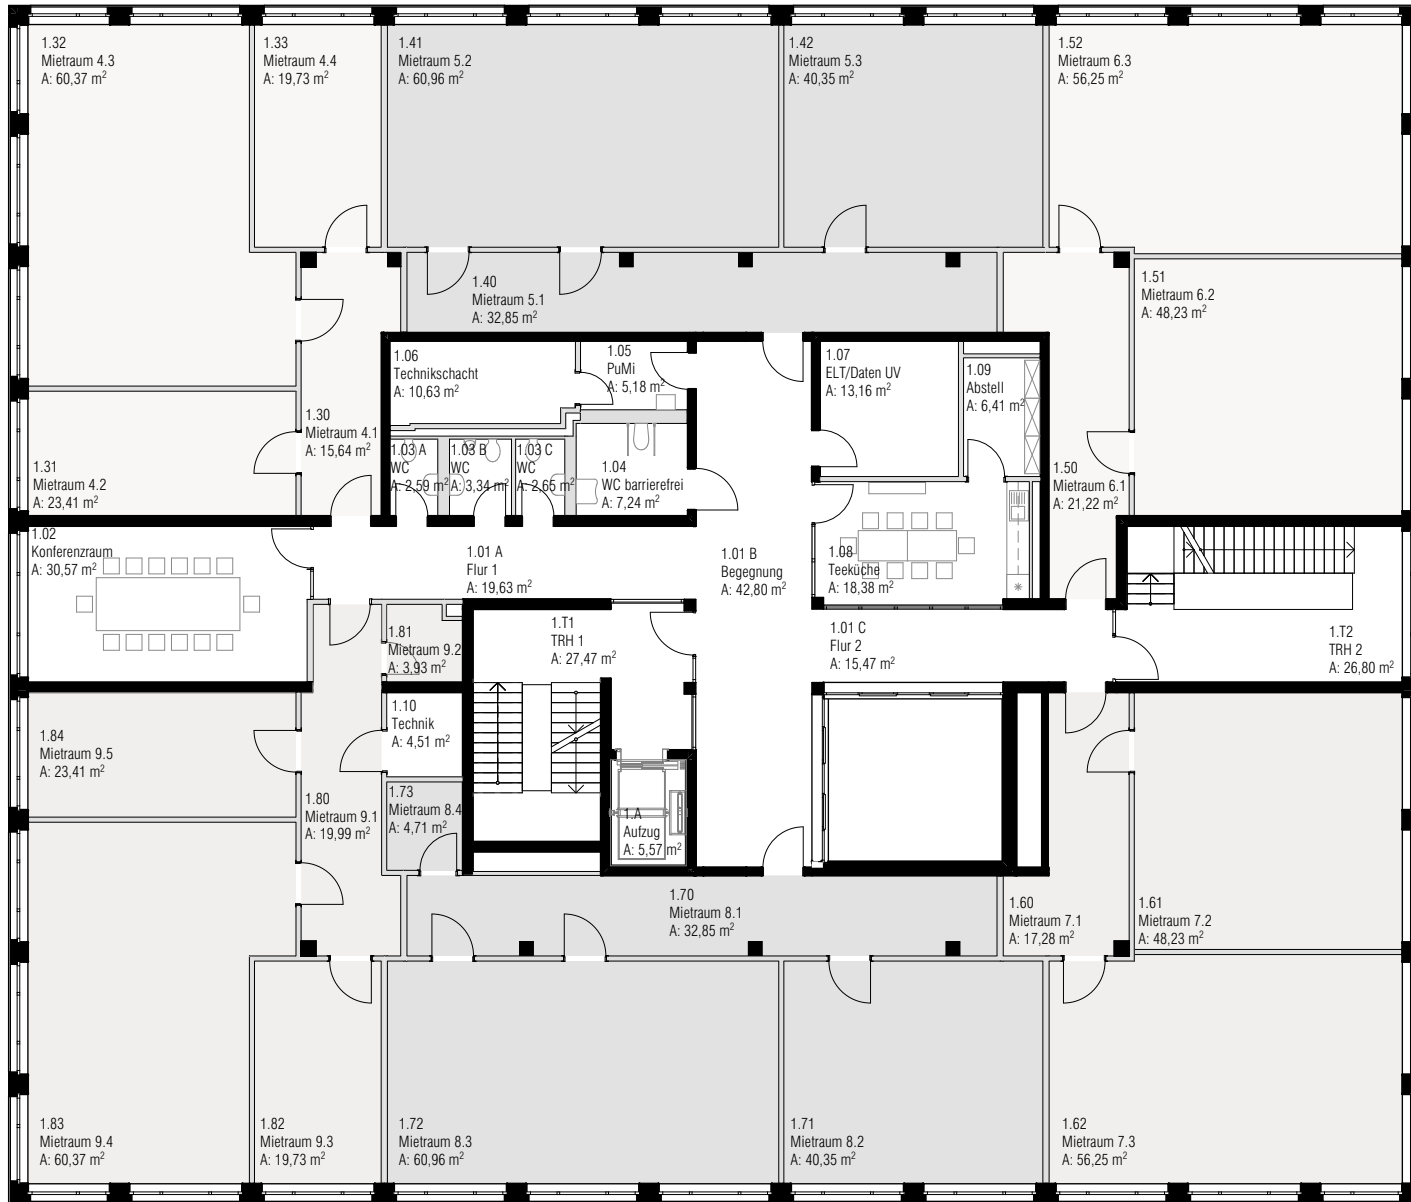 1.32
Mietraum 4.3
A: 60,37 m²
1.33
Mietraum 4.4
A: 19,73 m²
1.41
Mietraum 5.2
A: 60,96 m²
1.42
Mietraum 5.3
A: 40,35 m²
1.52
Mietraum 6.3
A: 56,25 m²
1.40
Mietraum 5.1
A: 32,85 m²
1.51
Mietraum 6.2
A: 48,23 m²
1.06
Technikschacht
A: 10,63 m²
1.05
PuMi
A: 5,18 m²
1.07
ELT/Daten UV
A: 13,16 m²
1.09
Abstell
A: 6,41 m²
1.30
Mietraum 4.1
A: 15,64 m²
1.31
Mietraum 4.2
A: 23,41 m²
1.03 A
WC
A: 2,59 m²
1.03 B
WC
A: 3,34 m²
1.03 C
WC
A: 2,65 m²
1.04
WC barrierefrei
A: 7,24 m²
1.50
Mietraum 6.1
A: 21,22 m²
1.02
Konferenzraum
A: 30,57 m²
1.01 A
Flur 1
A: 19,63 m²
1.01 B
Begegnung
A: 42,80 m²
1.08
Teeküche
A: 18,38 m²
1.81
Mietraum 9.2
A: 3,93 m²
1.T1
TRH 1
A: 27,47 m²
1.01 C
Flur 2
A: 15,47 m²
1.T2
TRH 2
A: 26,80 m²
1.84
Mietraum 9.5
A: 23,41 m²
1.10
Technik
A: 4,51 m²
1.80
Mietraum 9.1
A: 19,99 m²
1.73
Mietraum 8.4
A: 4,71 m²
1.A
Aufzug
A: 5,57 m²
1.70
Mietraum 8.1
A: 32,85 m²
1.60
Mietraum 7.1
A: 17,28 m²
1.61
Mietraum 7.2
A: 48,23 m²
1.83
Mietraum 9.4
A: 60,37 m²
1.82
Mietraum 9.3
A: 19,73 m²
1.72
Mietraum 8.3
A: 60,96 m²
1.71
Mietraum 8.2
A: 40,35 m²
1.62
Mietraum 7.3
A: 56,25 m²